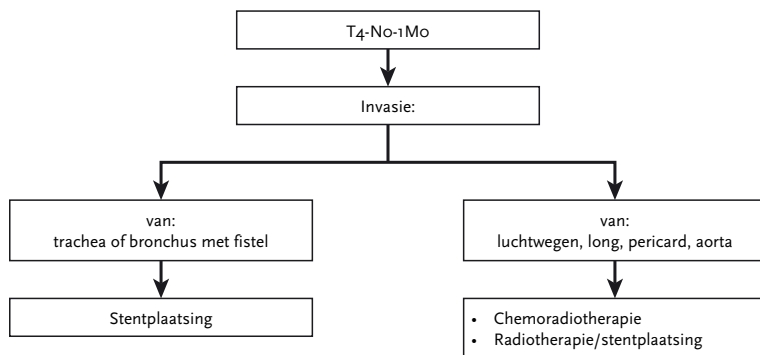 T4-N0-1M0
Invasie:
van:
trachea of bronchus met fistel
van:
luchtwegen, long, pericard, aorta
Stentplaatsing
• Chemoradiotherapie
• Radiotherapie/stentplaatsing